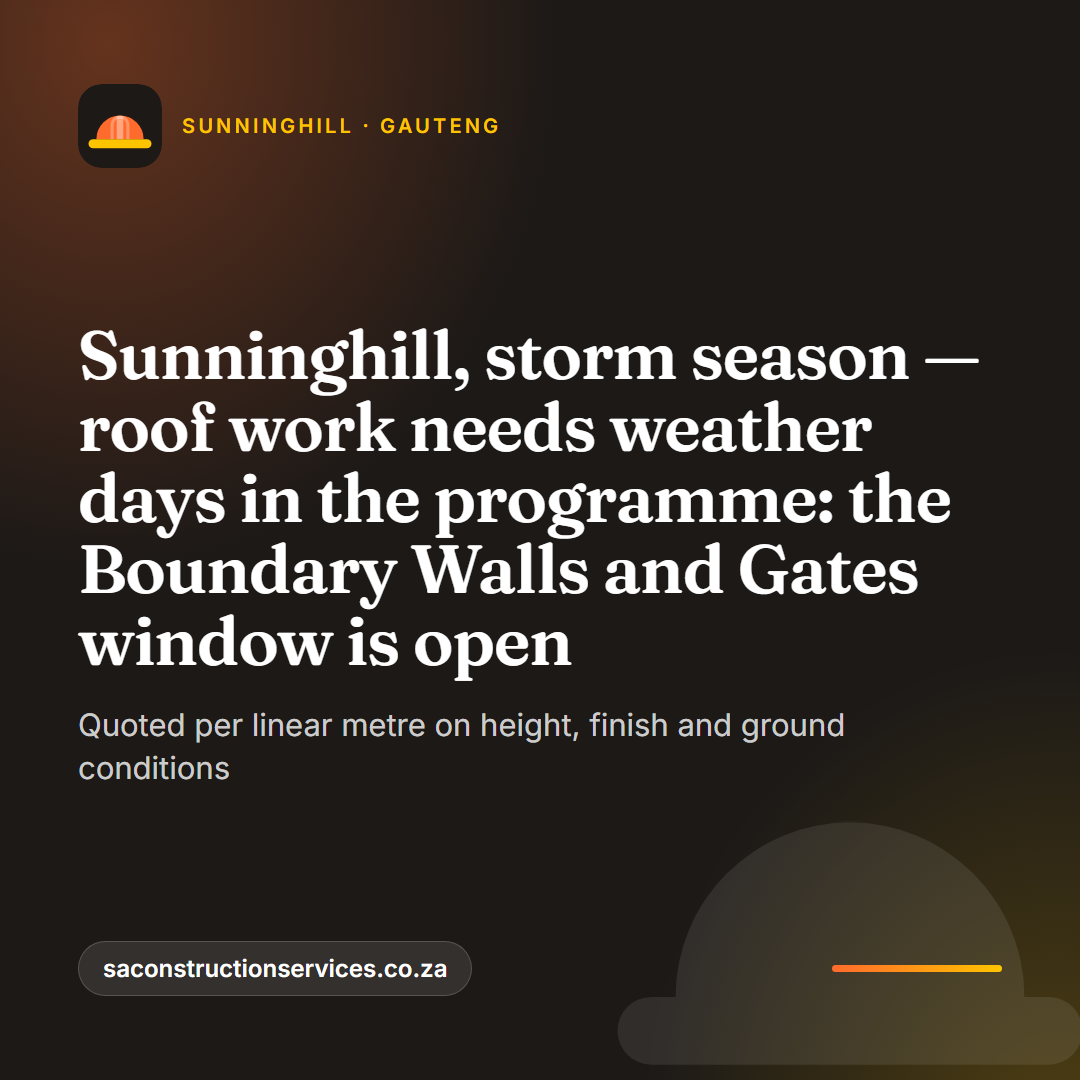 SUNNINGHILL · GAUTENG
Sunninghill, storm season —
roof work needs weather
days in the programme: the
Boundary Walls and Gates
window is open
Quoted per linear metre on height, finish and ground
conditions
saconstructionservices.co.za